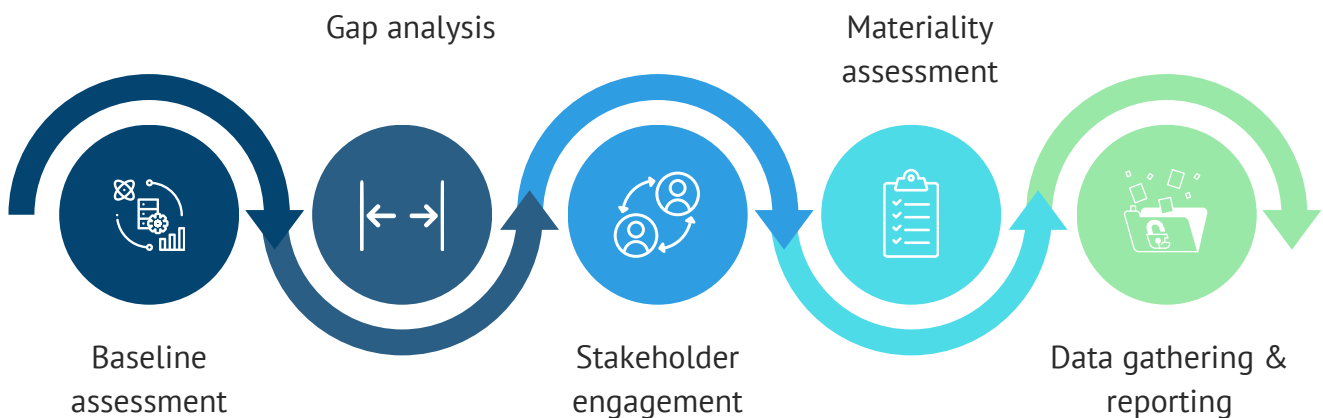 Gap analysis
Materiality
assessment
Baseline
assessment
Stakeholder
engagement
Data gathering &
reporting